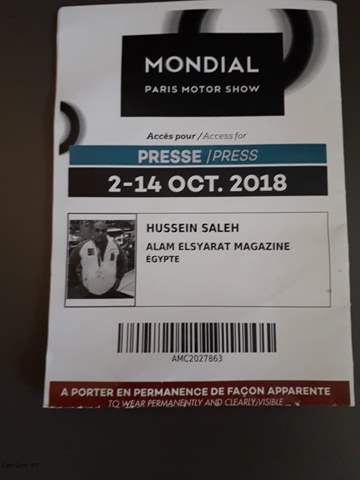 MONDIAL
PARIS MOTOR SHOW
Accès pour / Access for
PRESSE /PRESS
2-14 OCT. 2018
HUSSEIN SALEH
ALAM ELSYARAT MAGAZINE
ÉGYPTE
AMC2027863
A PORTER EN PERMANENCE DE FAÇON APPARENTE
TO WEAR PERMANENTLY AND CLEARLY VISIBLE